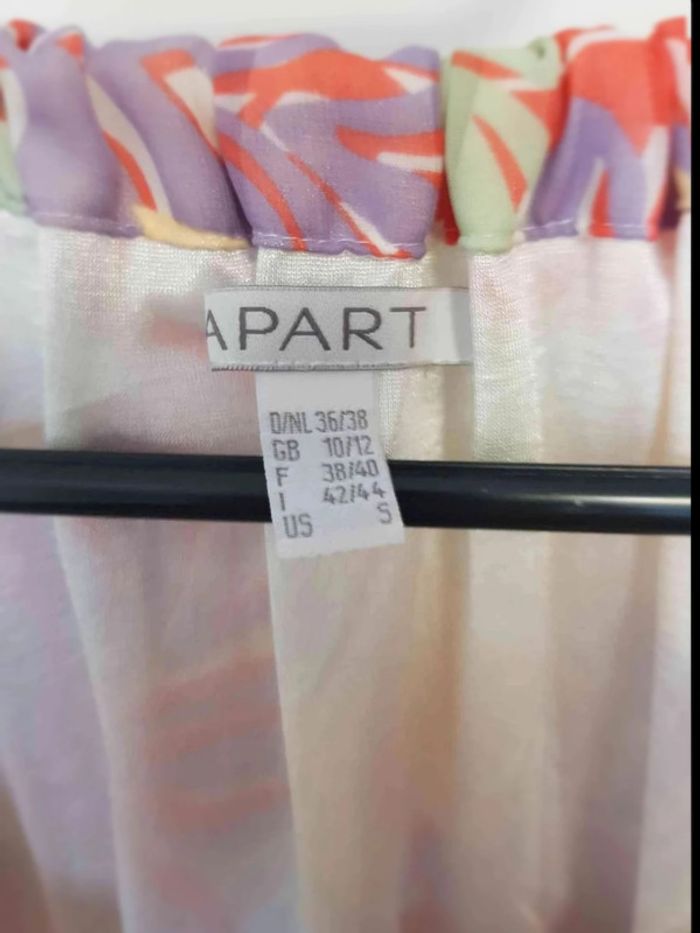 APART
D/NL 36/38
GB 10/12
F 38/40
I 42/44
US S